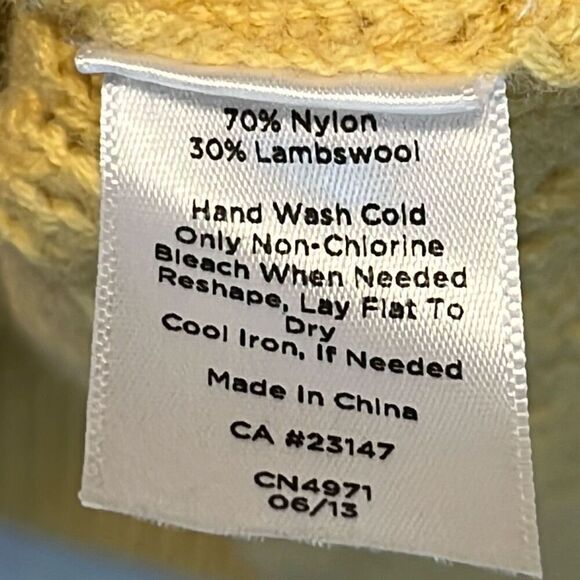 70% Nylon
30% Lambswool
Hand Wash Cold
Only Non-Chlorine
Bleach When Needed
Reshape, Lay Flat To
Dry
Cool Iron, If Needed
Made In China
CA #23147
CN4971
06/13